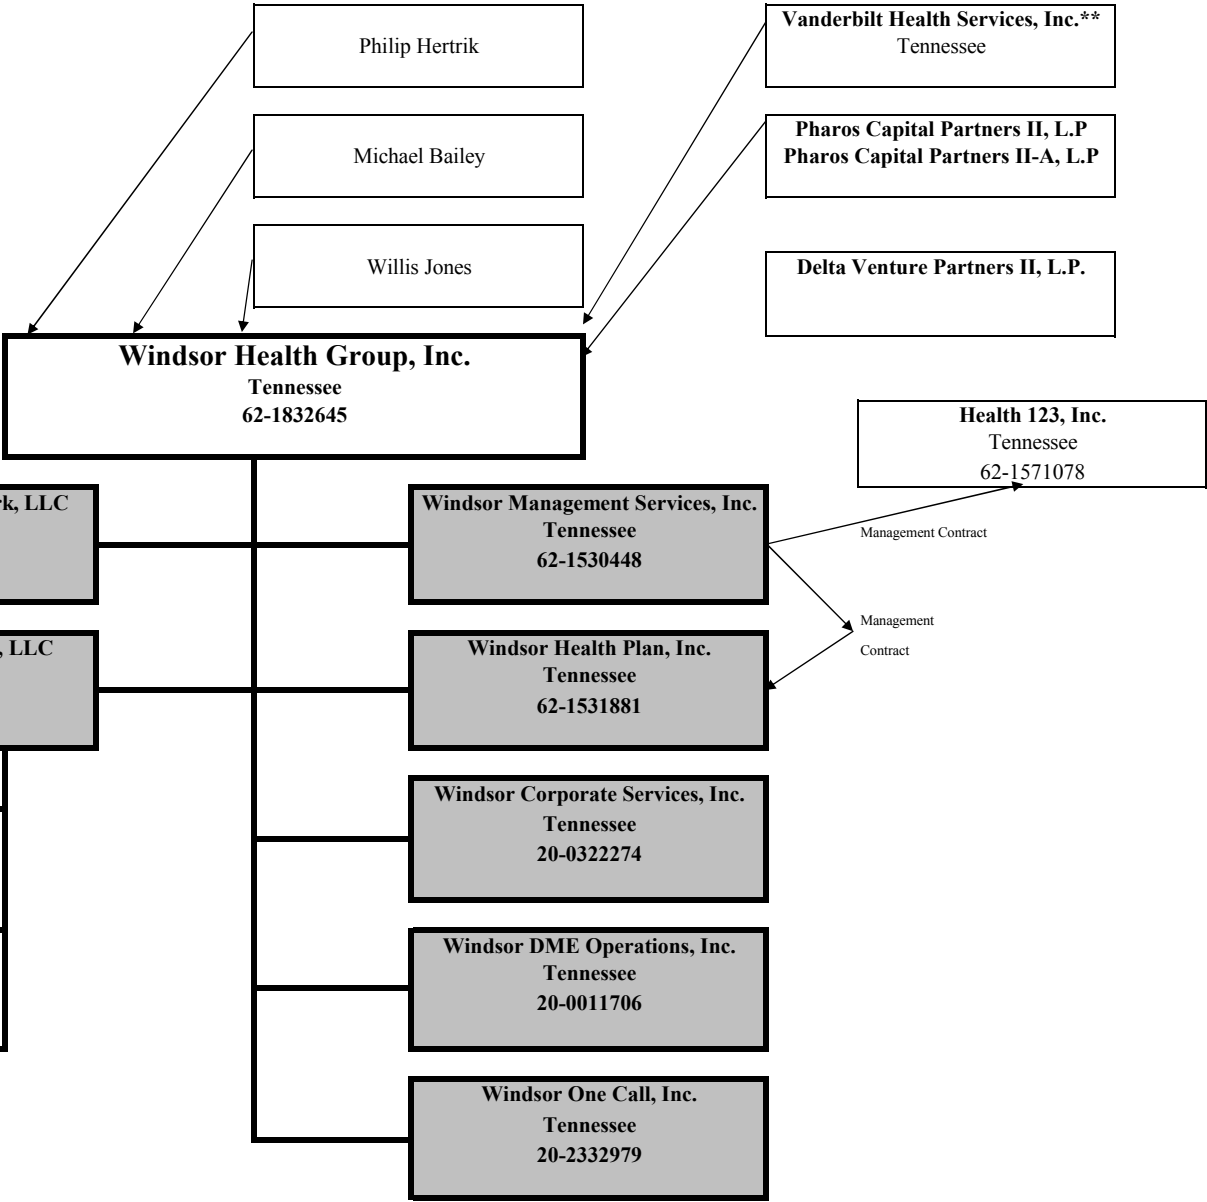 Philip Hertrik
Vanderbilt Health Services, Inc.**
Tennessee
Michael Bailey
Pharos Capital Partners II, L.P
Pharos Capital Partners II-A, L.P
Willis Jones
Delta Venture Partners II, L.P.
Windsor Health Group, Inc.
Tennessee
62-1832645
Health 123, Inc.
Tennessee
62-1571078
k, LLC
Windsor Management Services, Inc.
Tennessee
62-1530448
Management Contract
Management
Contract
, LLC
Windsor Health Plan, Inc.
Tennessee
62-1531881
Windsor Corporate Services, Inc.
Tennessee
20-0322274
Windsor DME Operations, Inc.
Tennessee
20-0011706
Windsor One Call, Inc.
Tennessee
20-2332979